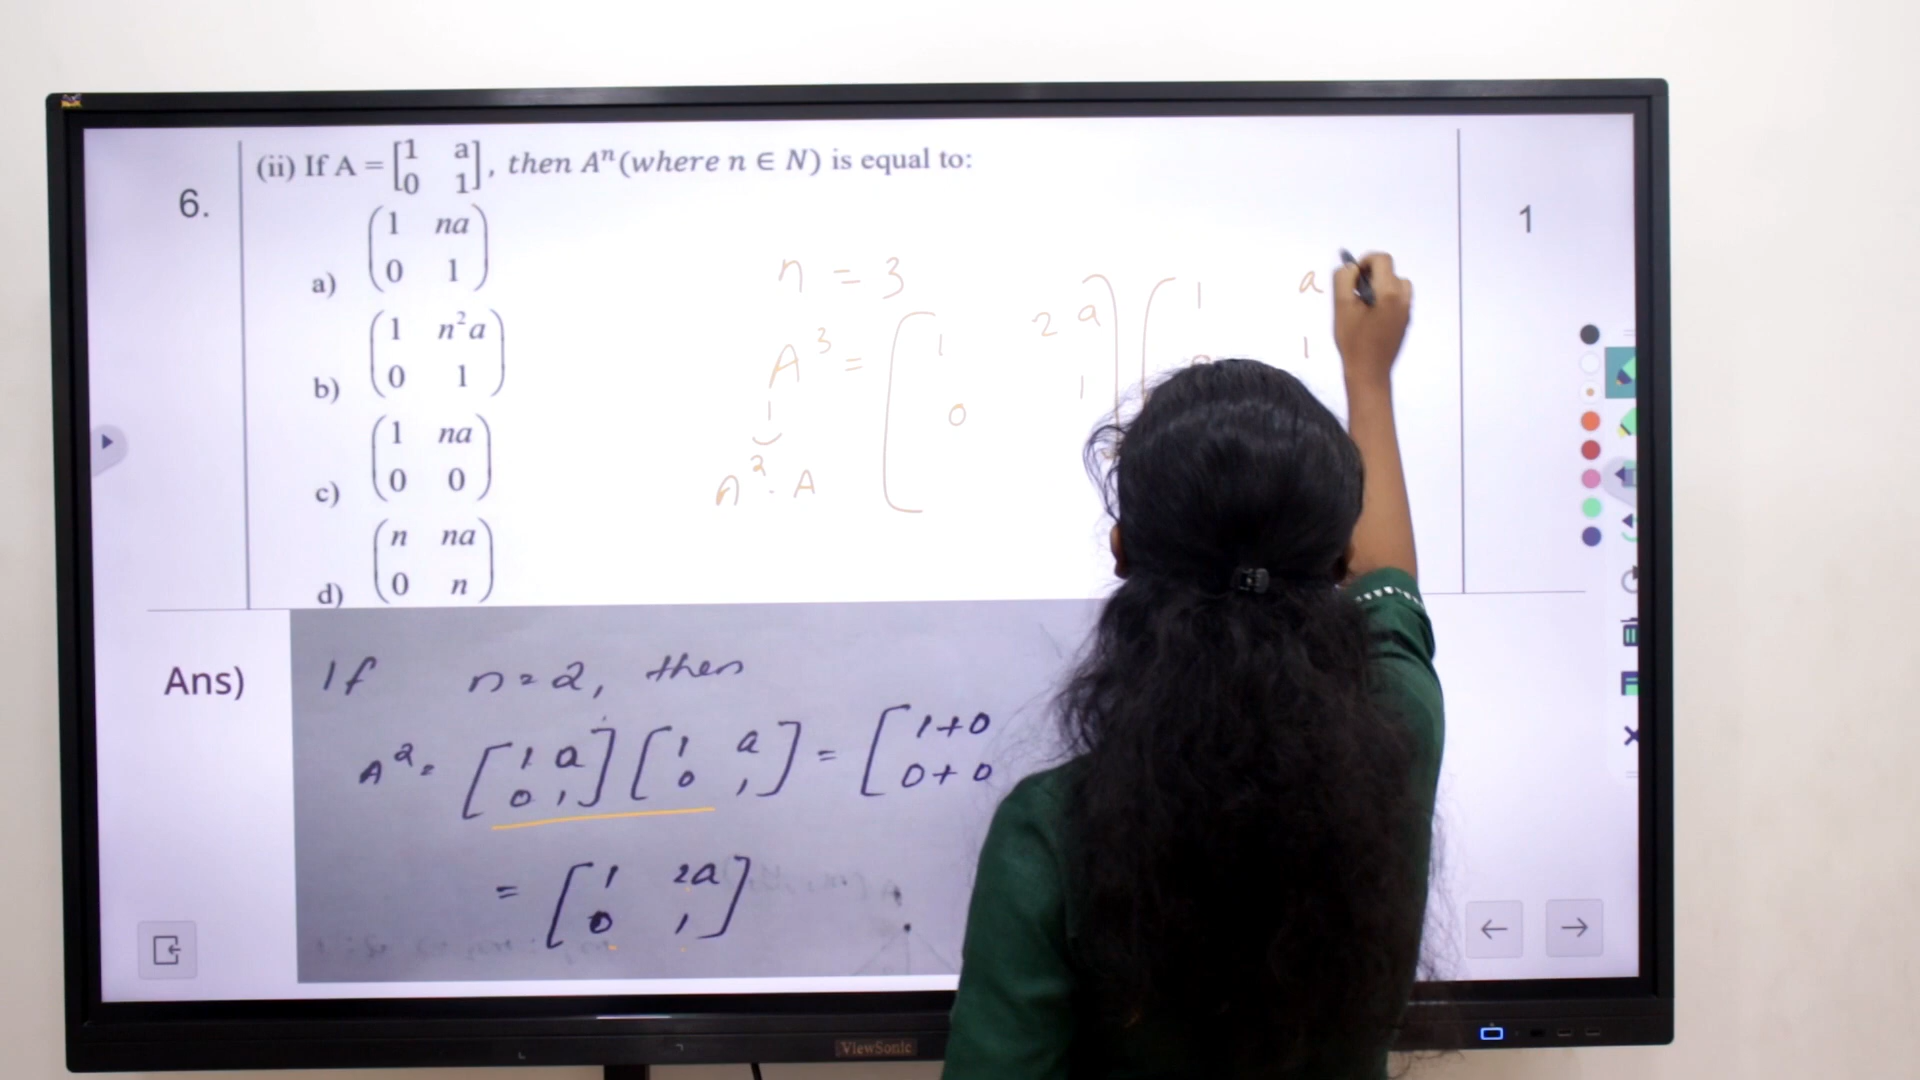 6.
(ii) If A = [1 a
0 1], then Aⁿ (where n ∈ N) is equal to:
1
a) (1 na
0 1)
b) (1 n²a
0 1)
c) (1 na
0 0)
d) (n na
0 n)
n = 3
A³ = [1 2a
0 1] [1 a
1
A² . A
Ans)
If n = 2, then
A² = [1 a
0 1] [1 a
0 1] = [1+0
0+0
= [1 2a
0 1]
ViewSonic